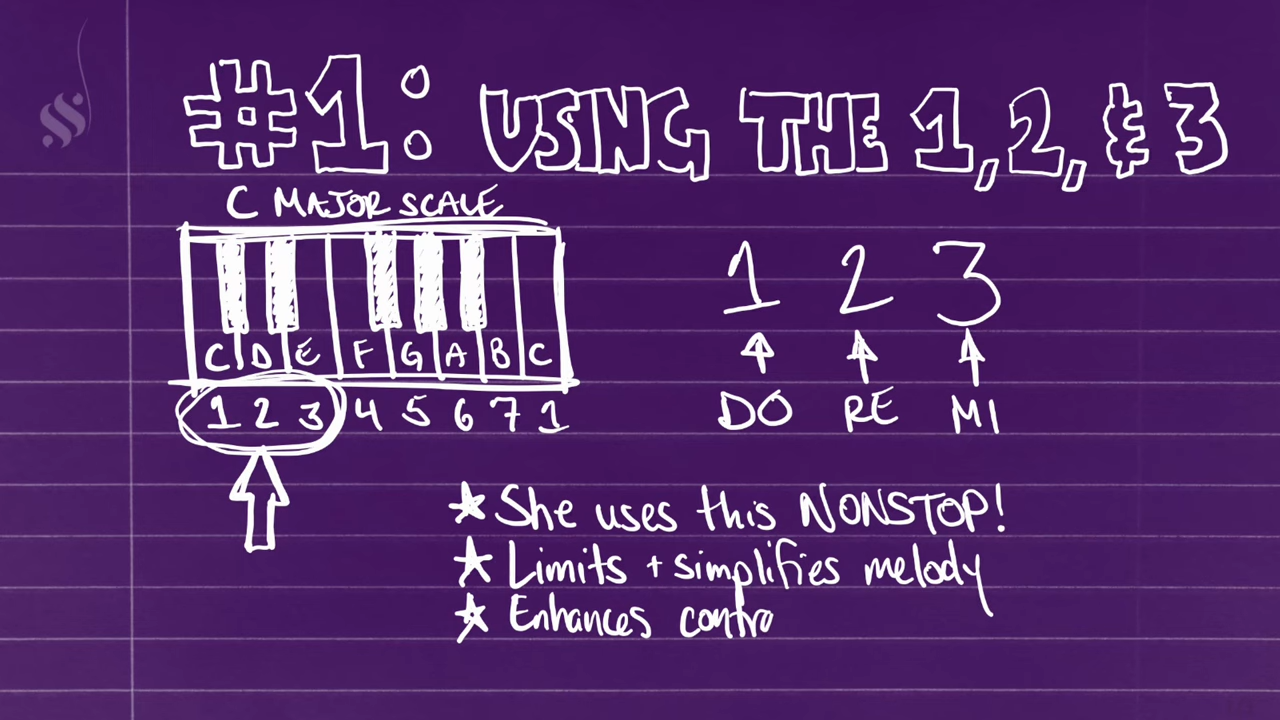 #1: USING THE 1, 2, & 3
C MAJOR SCALE
C D E F G A B C
1 2 3 4 5 6 7 1
1 2 3
DO RE MI
★ She uses this NONSTOP!
★ Limits + simplifies melody
★ Enhances contra